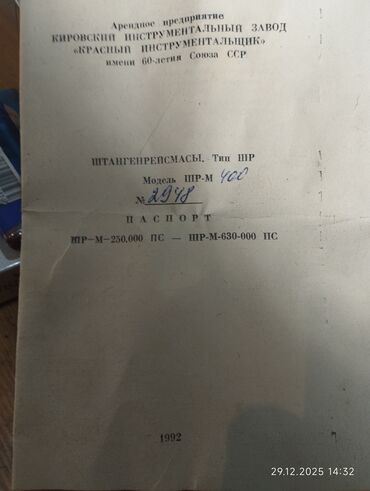 Арендное предприятие
КИРОВСКИЙ ИНСТРУМЕНТАЛЬНЫЙ ЗАВОД
«КРАСНЫЙ ИНСТРУМЕНТАЛЬЩИК»
имени 60-летия Союза ССР
ШТАНГЕНРЕЙСМАСЫ. Тип ШР
Модель ШР-М 400
№ 2948
ПАСПОРТ
ШР—М—250.000 ПС — ШР-М-630-000 ПС
1992
29.12.2025 14:32